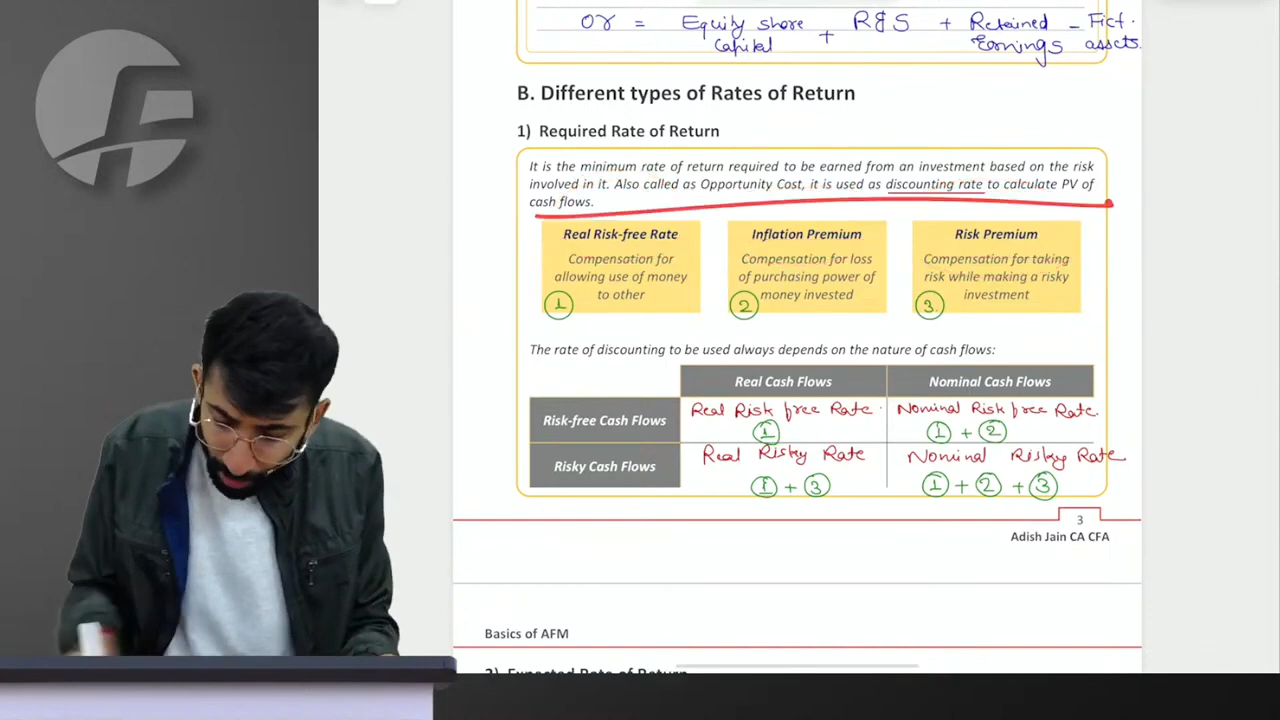 OR = Equity share capital + R&S + Retained Earnings - Fict. assets.
B. Different types of Rates of Return
1) Required Rate of Return
It is the minimum rate of return required to be earned from an investment based on the risk
involved in it. Also called as Opportunity Cost, it is used as discounting rate to calculate PV of
cash flows.
Real Risk-free Rate
Compensation for
allowing use of money
to other
1
Inflation Premium
Compensation for loss
of purchasing power of
money invested
2
Risk Premium
Compensation for taking
risk while making a risky
investment
3
The rate of discounting to be used always depends on the nature of cash flows:
Real Cash Flows Nominal Cash Flows
Risk-free Cash Flows
Real Risk free Rate.
1
Nominal Risk free Rate.
1 + 2
Risky Cash Flows
Real Risky Rate
1 + 3
Nominal Risky Rate
1 + 2 + 3
3
Adish Jain CA CFA
Basics of AFM
2) Expected Rate of Return